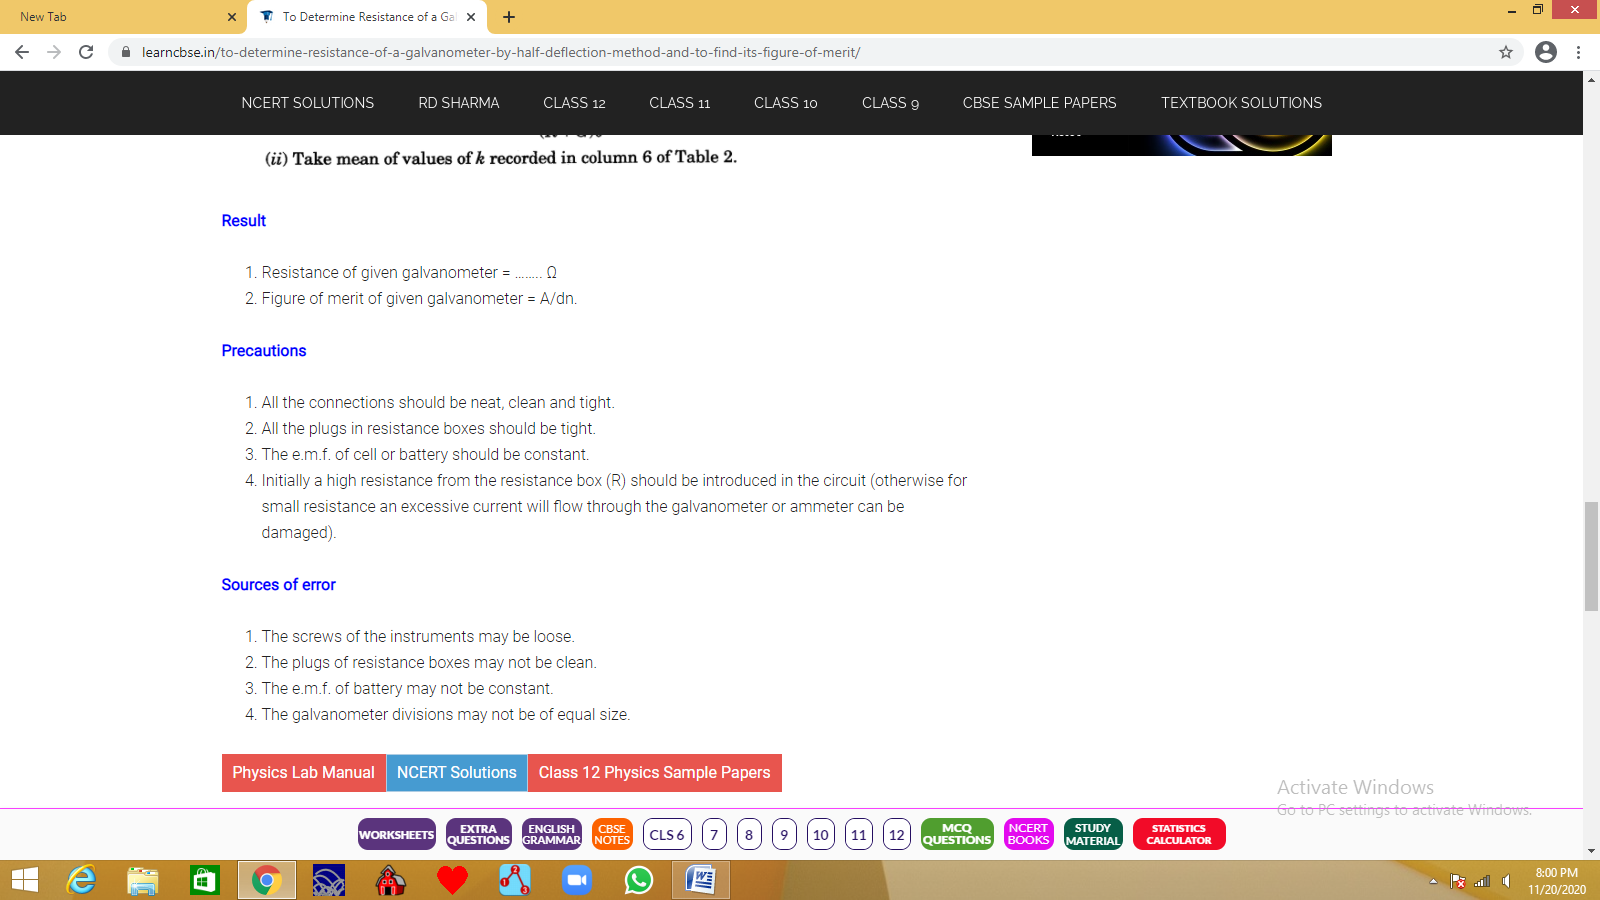 New Tab
To Determine Resistance of a Gal
learncbse.in/to-determine-resistance-of-a-galvanometer-by-half-deflection-method-and-to-find-its-figure-of-merit/
NCERT SOLUTIONS RD SHARMA CLASS 12 CLASS 11 CLASS 10 CLASS 9 CBSE SAMPLE PAPERS TEXTBOOK SOLUTIONS
(ii) Take mean of values of k recorded in column 6 of Table 2.
Result
1. Resistance of given galvanometer = …….. Ω
2. Figure of merit of given galvanometer = A/dn.
Precautions
1. All the connections should be neat, clean and tight.
2. All the plugs in resistance boxes should be tight.
3. The e.m.f. of cell or battery should be constant.
4. Initially a high resistance from the resistance box (R) should be introduced in the circuit (otherwise for
small resistance an excessive current will flow through the galvanometer or ammeter can be
damaged).
Sources of error
1. The screws of the instruments may be loose.
2. The plugs of resistance boxes may not be clean.
3. The e.m.f. of battery may not be constant.
4. The galvanometer divisions may not be of equal size.
Physics Lab Manual NCERT Solutions Class 12 Physics Sample Papers
Activate Windows
Go to PC settings to activate Windows.
WORKSHEETS
EXTRA
QUESTIONS
ENGLISH
GRAMMAR
CBSE
NOTES
CLS 6 7 8 9 10 11 12
MCQ
QUESTIONS
NCERT
BOOKS
STUDY
MATERIAL
STATISTICS
CALCULATOR
8:00 PM
11/20/2020